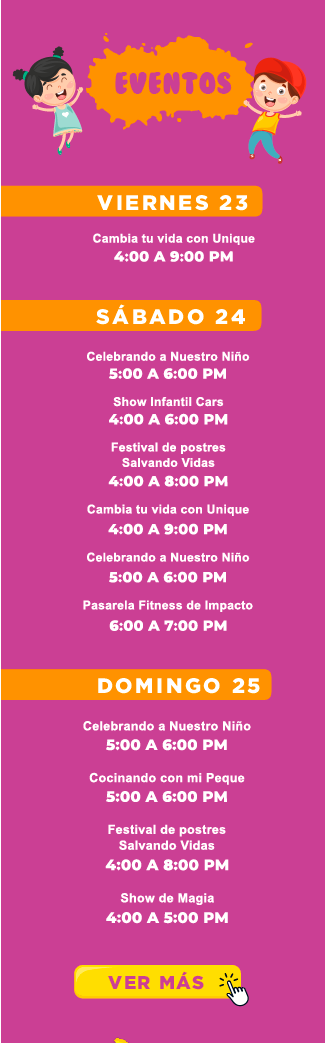 EVENTOS
VIERNES 23
Cambia tu vida con Unique
4:00 A 9:00 PM
SÁBADO 24
Celebrando a Nuestro Niño
5:00 A 6:00 PM
Show Infantil Cars
4:00 A 6:00 PM
Festival de postres
Salvando Vidas
4:00 A 8:00 PM
Cambia tu vida con Unique
4:00 A 9:00 PM
Celebrando a Nuestro Niño
5:00 A 6:00 PM
Pasarela Fitness de Impacto
6:00 A 7:00 PM
DOMINGO 25
Celebrando a Nuestro Niño
5:00 A 6:00 PM
Cocinando con mi Peque
5:00 A 6:00 PM
Festival de postres
Salvando Vidas
4:00 A 8:00 PM
Show de Magia
4:00 A 5:00 PM
VER MÁS